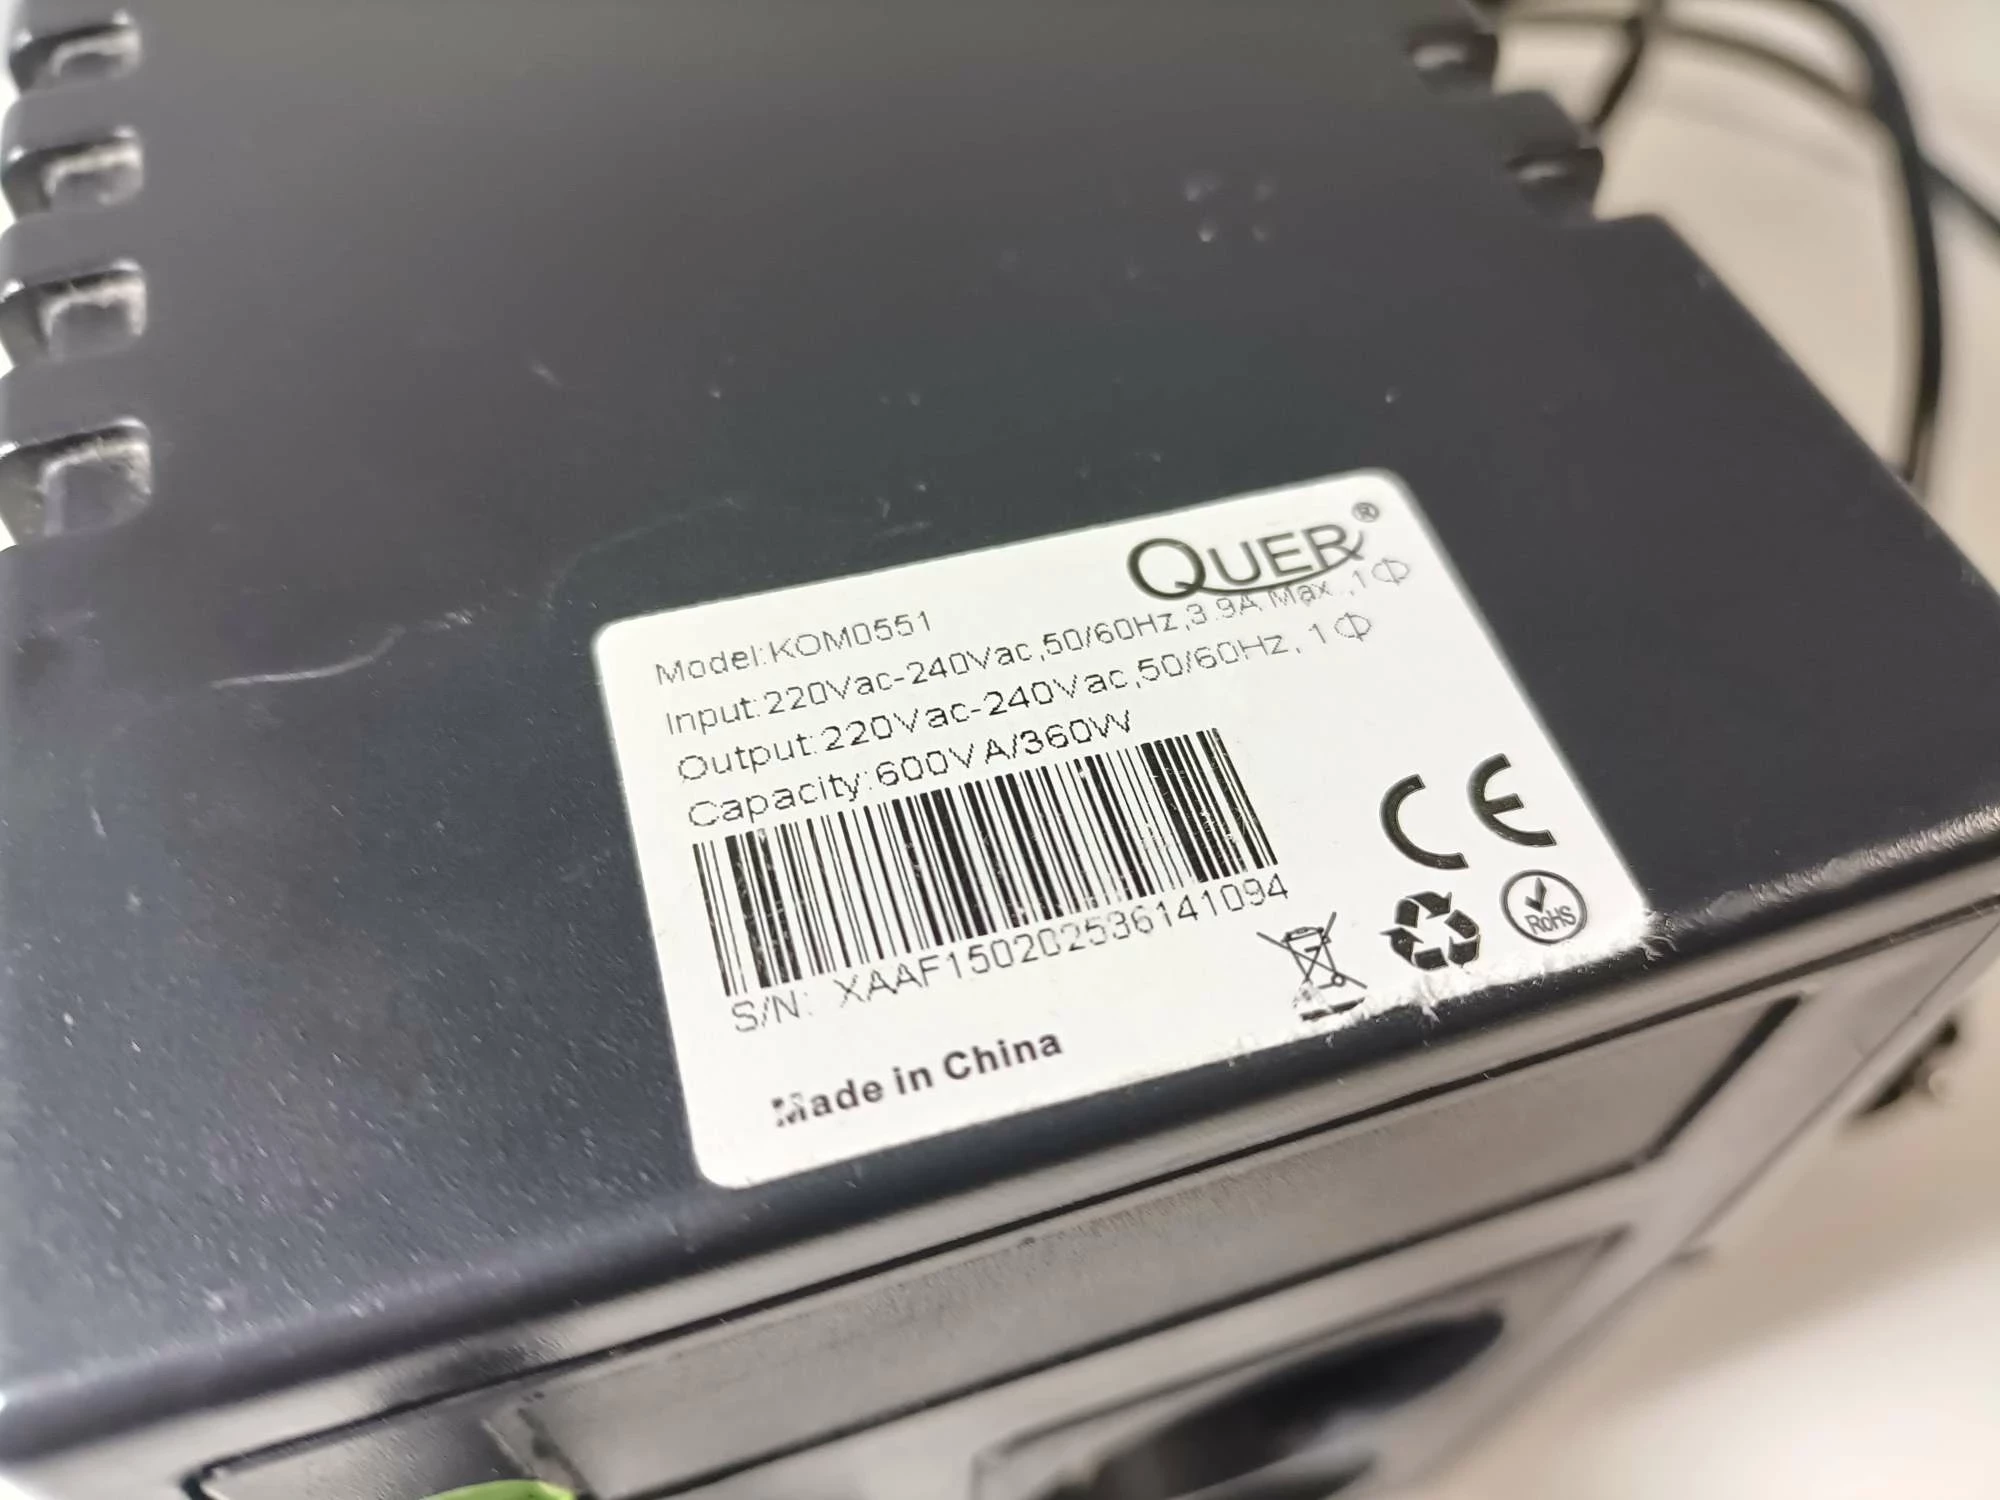 QUER®
Model:KOM0551
Input:220Vac-240Vac,50/60Hz,3.9A Max.,1Φ
Output:220Vac-240Vac,50/60Hz, 1Φ
Capacity:600VA/360W
S/N: XAAF150202536141094
CE
RoHS
Made in China